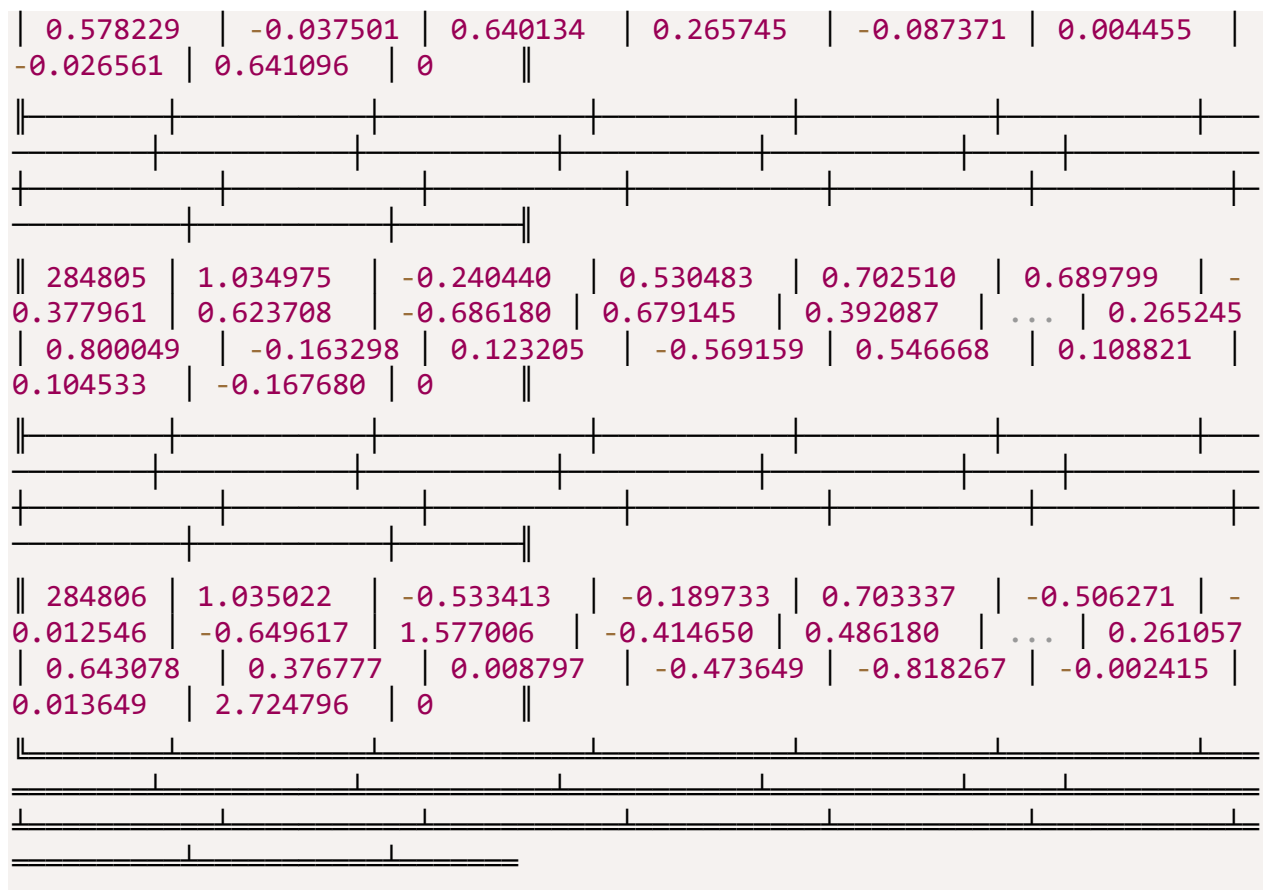 │ 0.578229 │ -0.037501 │ 0.640134 │ 0.265745 │ -0.087371 │ 0.004455 │
-0.026561 │ 0.641096 │ 0 ║
║ 284805 │ 1.034975 │ -0.240440 │ 0.530483 │ 0.702510 │ 0.689799 │ -
0.377961 │ 0.623708 │ -0.686180 │ 0.679145 │ 0.392087 │ ... │ 0.265245
│ 0.800049 │ -0.163298 │ 0.123205 │ -0.569159 │ 0.546668 │ 0.108821 │
0.104533 │ -0.167680 │ 0 ║
║ 284806 │ 1.035022 │ -0.533413 │ -0.189733 │ 0.703337 │ -0.506271 │ -
0.012546 │ -0.649617 │ 1.577006 │ -0.414650 │ 0.486180 │ ... │ 0.261057
│ 0.643078 │ 0.376777 │ 0.008797 │ -0.473649 │ -0.818267 │ -0.002415 │
0.013649 │ 2.724796 │ 0 ║